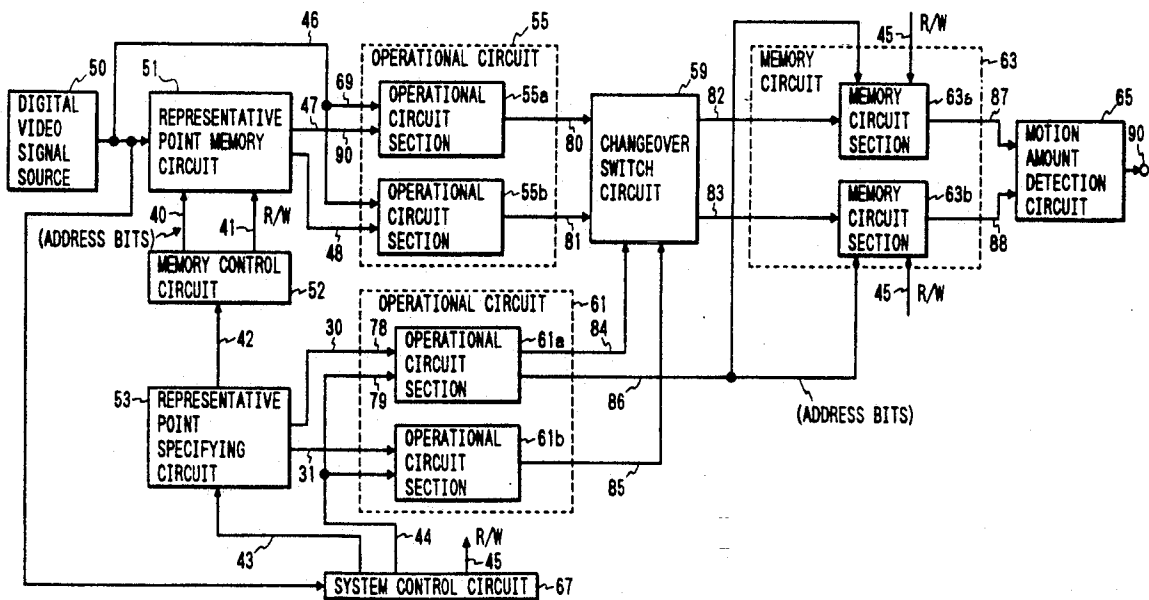 46
55
59
45
R/W
50
51
OPERATIONAL CIRCUIT
MEMORY
CIRCUIT
63
DIGITAL
VIDEO
SIGNAL
SOURCE
REPRESENTATIVE
POINT MEMORY
CIRCUIT
69
47
90
OPERATIONAL
CIRCUIT
SECTION
55a
80
CHANGEOVER
SWITCH
CIRCUIT
82
MEMORY
CIRCUIT
SECTION
63a
87
65
MOTION
AMOUNT
DETECTION
CIRCUIT
90
40
(ADDRESS BITS)
41
R/W
48
OPERATIONAL
CIRCUIT
SECTION
55b
81
83
MEMORY
CIRCUIT
SECTION
63b
88
MEMORY CONTROL
CIRCUIT
52
45
R/W
42
OPERATIONAL CIRCUIT
61
30
78
79
OPERATIONAL
CIRCUIT
SECTION
61a
84
86
(ADDRESS BITS)
53
REPRESENTATIVE
POINT
SPECIFYING
CIRCUIT
31
OPERATIONAL
CIRCUIT
SECTION
61b
85
43
44
R/W
45
SYSTEM CONTROL CIRCUIT
67